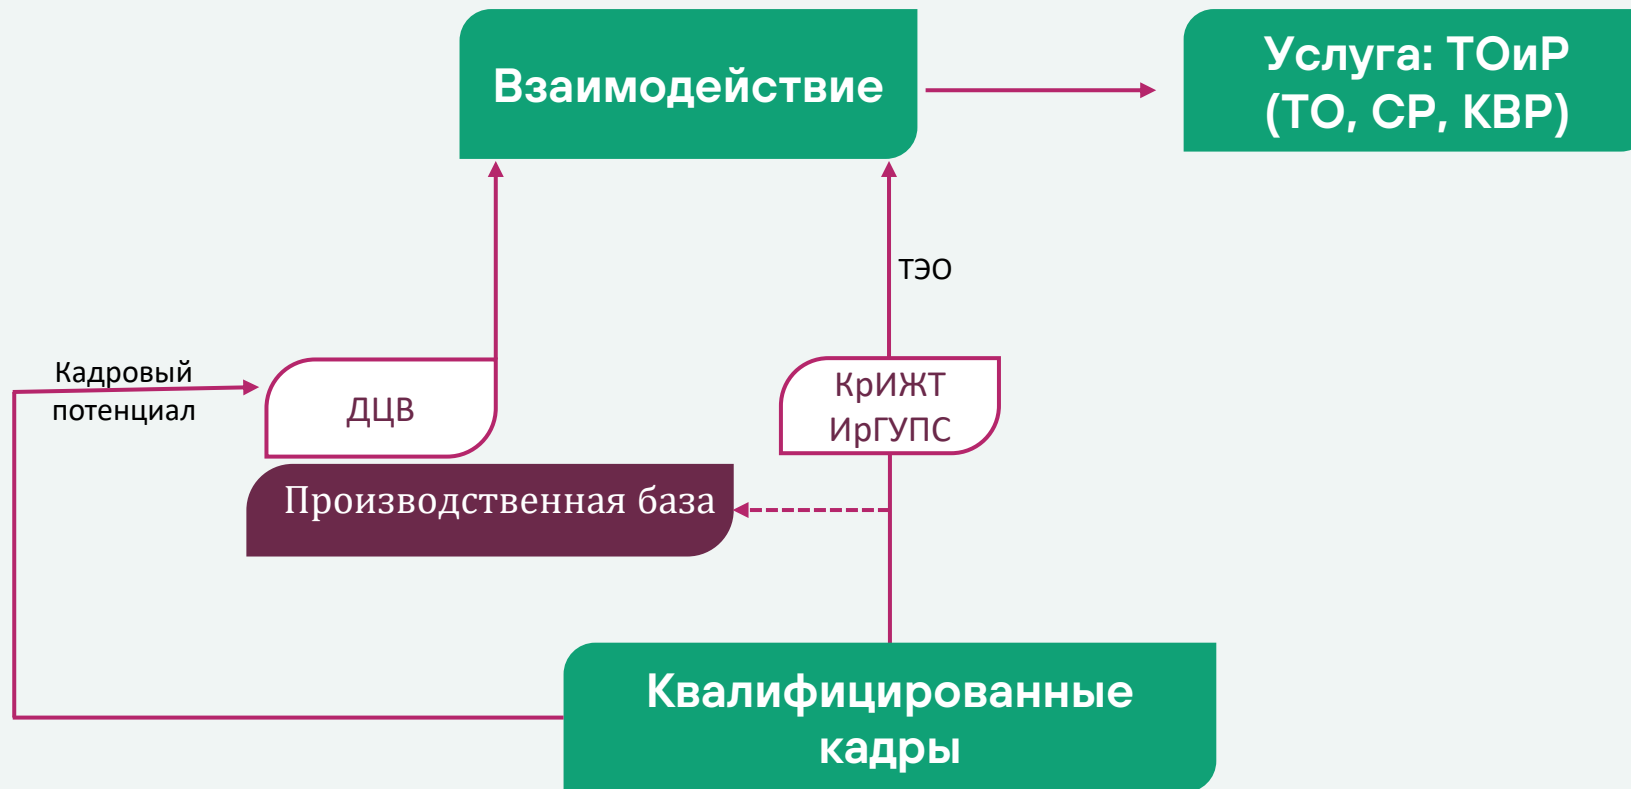 Взаимодействие
Услуга: ТОиР
(ТО, СР, КВР)
ТЭО
Кадровый
потенциал
ДЦВ
КрИЖТ
ИрГУПС
Производственная база
Квалифицированные
кадры